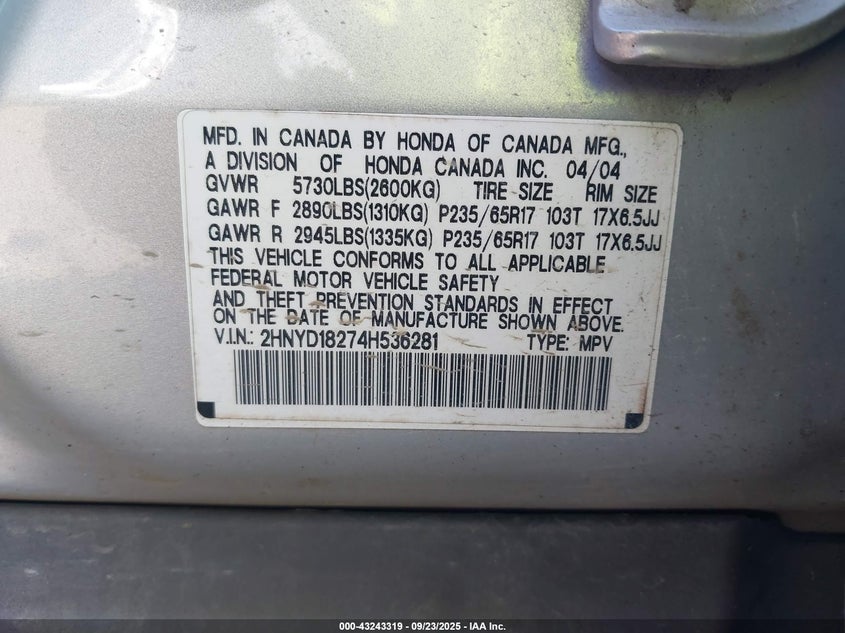 MFD. IN CANADA BY HONDA OF CANADA MFG.,
A DIVISION OF HONDA CANADA INC. 04/04
GVWR 5730LBS(2600KG) TIRE SIZE RIM SIZE
GAWR F 2890LBS(1310KG) P235/65R17 103T 17X6.5JJ
GAWR R 2945LBS(1335KG) P235/65R17 103T 17X6.5JJ
THIS VEHICLE CONFORMS TO ALL APPLICABLE
FEDERAL MOTOR VEHICLE SAFETY
AND THEFT PREVENTION STANDARDS IN EFFECT
ON THE DATE OF MANUFACTURE SHOWN ABOVE.
V.I.N.: 2HNYD18274H536281 TYPE: MPV
000-43243319 - 09/23/2025 - IAA Inc.